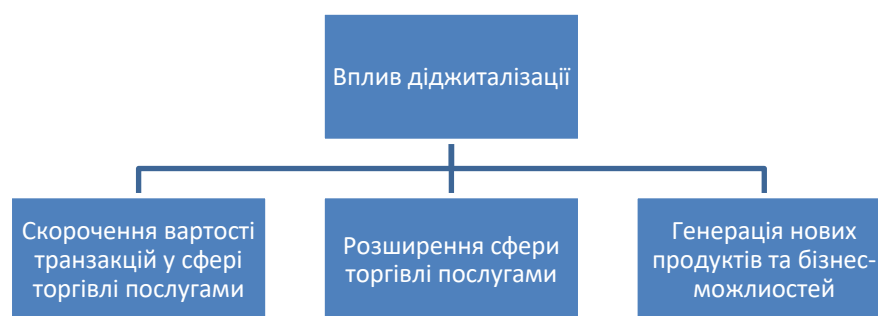 Вплив діджиталізації
Скорочення вартості
транзакцій у сфері
торгівлі послугами
Розширення сфери
торгівлі послугами
Генерація нових
продуктів та бізнес-
можлиостей